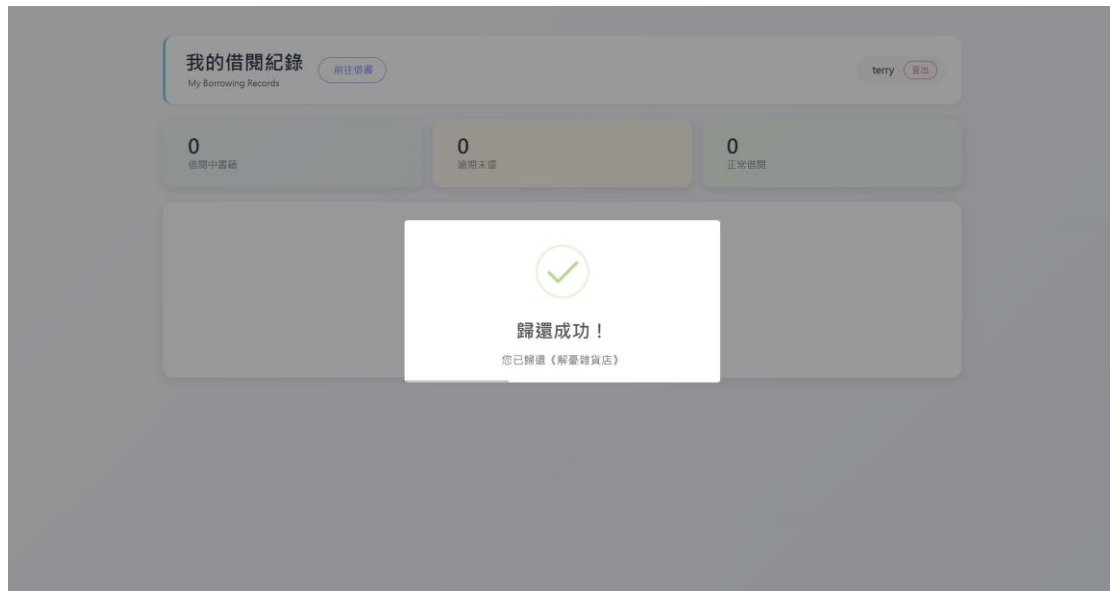 我的借閱紀錄
前往借書
My Borrowing Records
terry
登出
0
借閱中書籍
0
逾期未還
0
正常借閱
歸還成功！
您已歸還《解憂雜貨店》